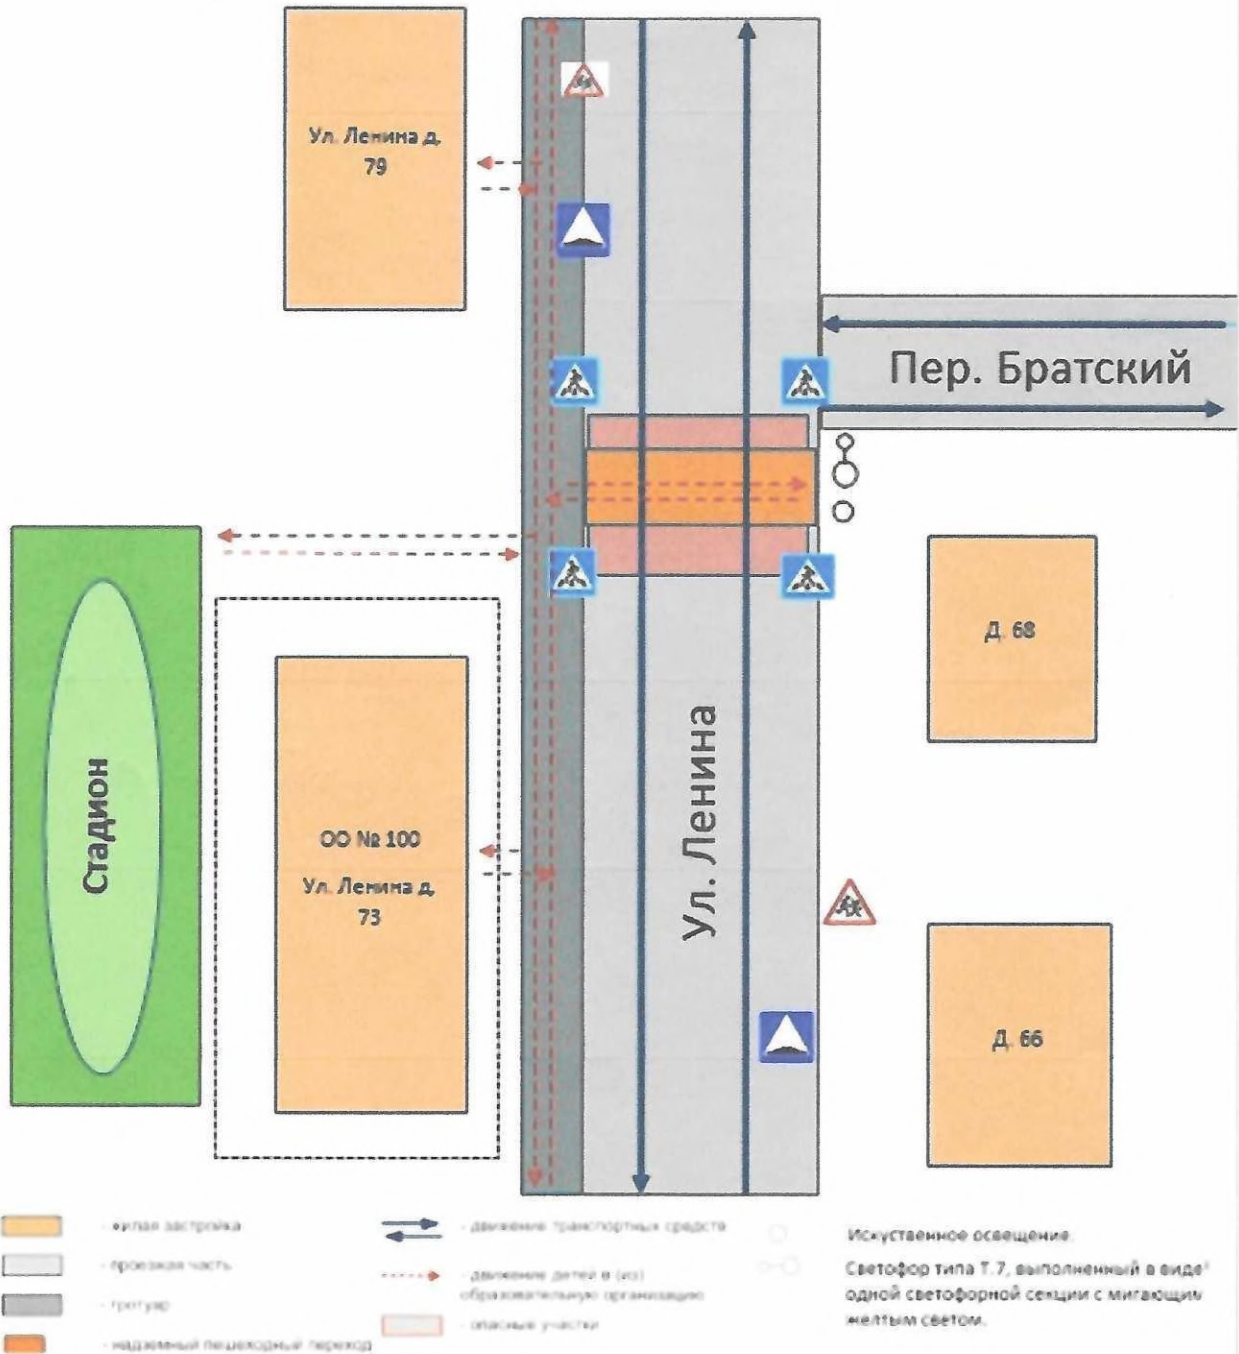 Ул. Ленина д.
79
Пер. Братский
Д. 68
Стадион
ОО № 100
Ул. Ленина д.
73
Ул. Ленина
Д. 66
- жилая застройка
- проезжая часть
- тротуар
- надземный пешеходный переход
- движение транспортных средств
- движение детей в (из)
образовательную организацию
- опасные участки
Искуственное освещение.
Светофор типа Т.7, выполненный в виде
одной светофорной секции с мигающим
желтым светом.